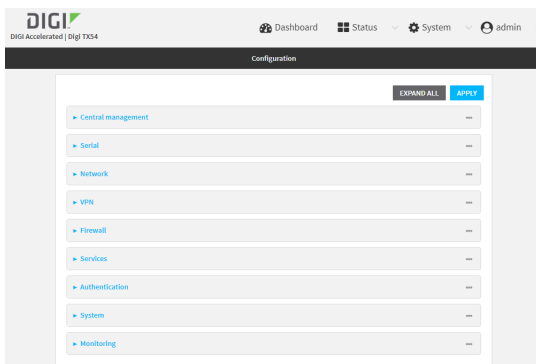 DIGI
DIGI Accelerated | Digi TX54
Dashboard Status System admin
Configuration
EXPAND ALL APPLY
Central management
Serial
Network
VPN
Firewall
Services
Authentication
System
Monitoring